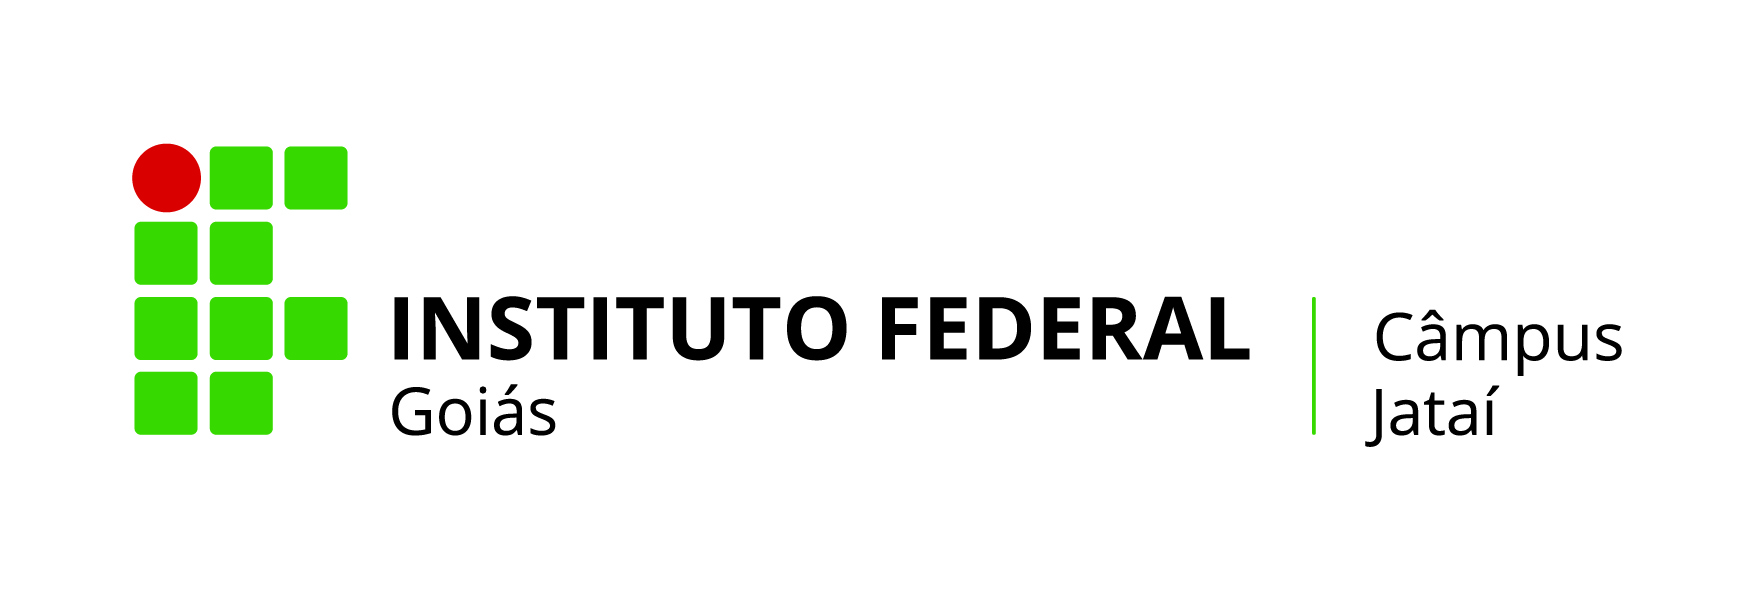 INSTITUTO FEDERAL
Goiás
Câmpus
Jataí